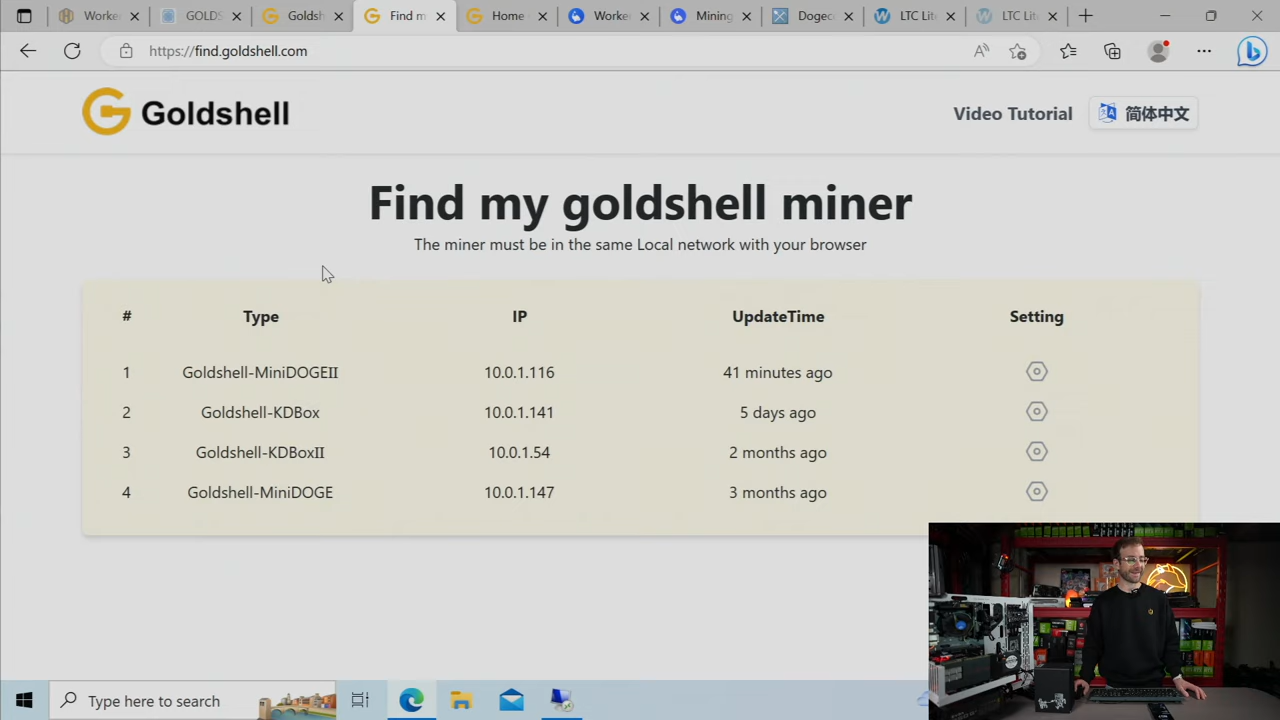 Worke
GOLDS
Goldsh
Find m
Home
Worke
Mining
Dogec
LTC Lit
LTC Lit
https://find.goldshell.com
Goldshell
Video Tutorial
简体中文
Find my goldshell miner
The miner must be in the same Local network with your browser
# Type IP UpdateTime Setting
1 Goldshell-MiniDOGEII 10.0.1.116 41 minutes ago
2 Goldshell-KDBox 10.0.1.141 5 days ago
3 Goldshell-KDBoxII 10.0.1.54 2 months ago
4 Goldshell-MiniDOGE 10.0.1.147 3 months ago
Type here to search